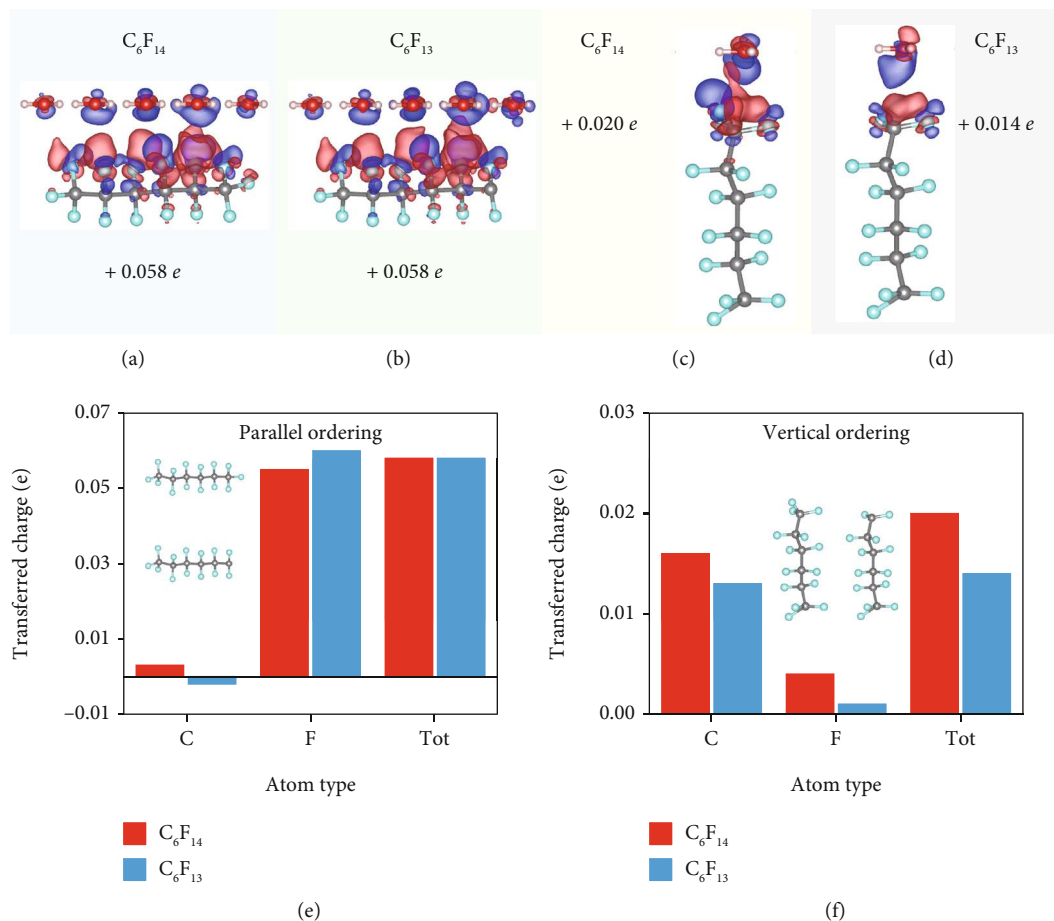 C₆F₁₄
C₆F₁₃
C₆F₁₄
C₆F₁₃
+ 0.058 e
+ 0.058 e
+ 0.020 e
+ 0.014 e
(a)
(b)
(c)
(d)
Parallel ordering
Transferred charge (e)
0.07
0.05
0.03
0.01
–0.01
C
F
Tot
Atom type
C₆F₁₄
C₆F₁₃
(e)
Vertical ordering
Transferred charge (e)
0.03
0.02
0.01
0.00
C
F
Tot
Atom type
C₆F₁₄
C₆F₁₃
(f)